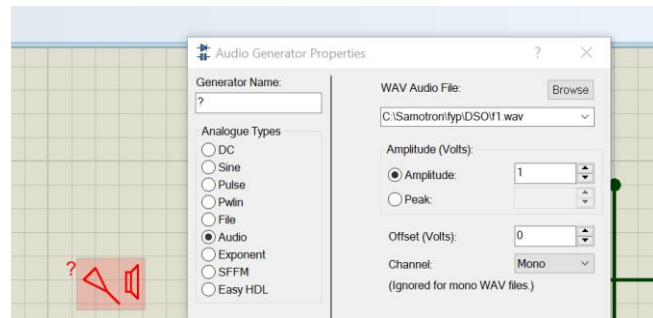 Audio Generator Properties
?
Generator Name:
?
Analogue Types
DC
Sine
Pulse
Pwlin
File
Audio
Exponent
SFFM
Easy HDL
WAV Audio File:
Browse
C:\Samotron\fyp\DSO\f1.wav
Amplitude (Volts):
Amplitude:
1
Peak:
Offset (Volts):
0
Channel:
Mono
(Ignored for mono WAV files.)
?